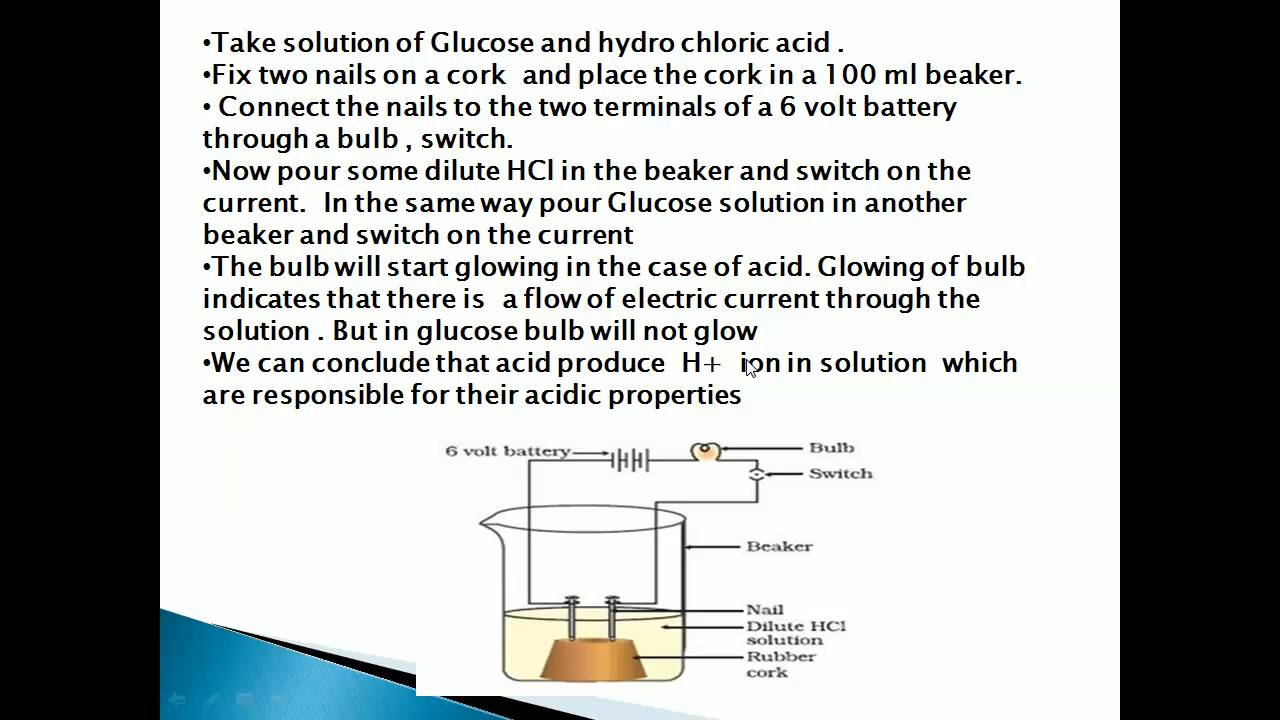 •Take solution of Glucose and hydro chloric acid .
•Fix two nails on a cork  and place the cork in a 100 ml beaker.
• Connect the nails to the two terminals of a 6 volt battery
through a bulb , switch.
•Now pour some dilute HCl in the beaker and switch on the
current.  In the same way pour Glucose solution in another
beaker and switch on the current
•The bulb will start glowing in the case of acid. Glowing of bulb
indicates that there is  a flow of electric current through the
solution . But in glucose bulb will not glow
•We can conclude that acid produce  H+  ion in solution  which
are responsible for their acidic properties
6 volt battery
Bulb
Switch
Beaker
Nail
Dilute HCl
solution
Rubber
cork